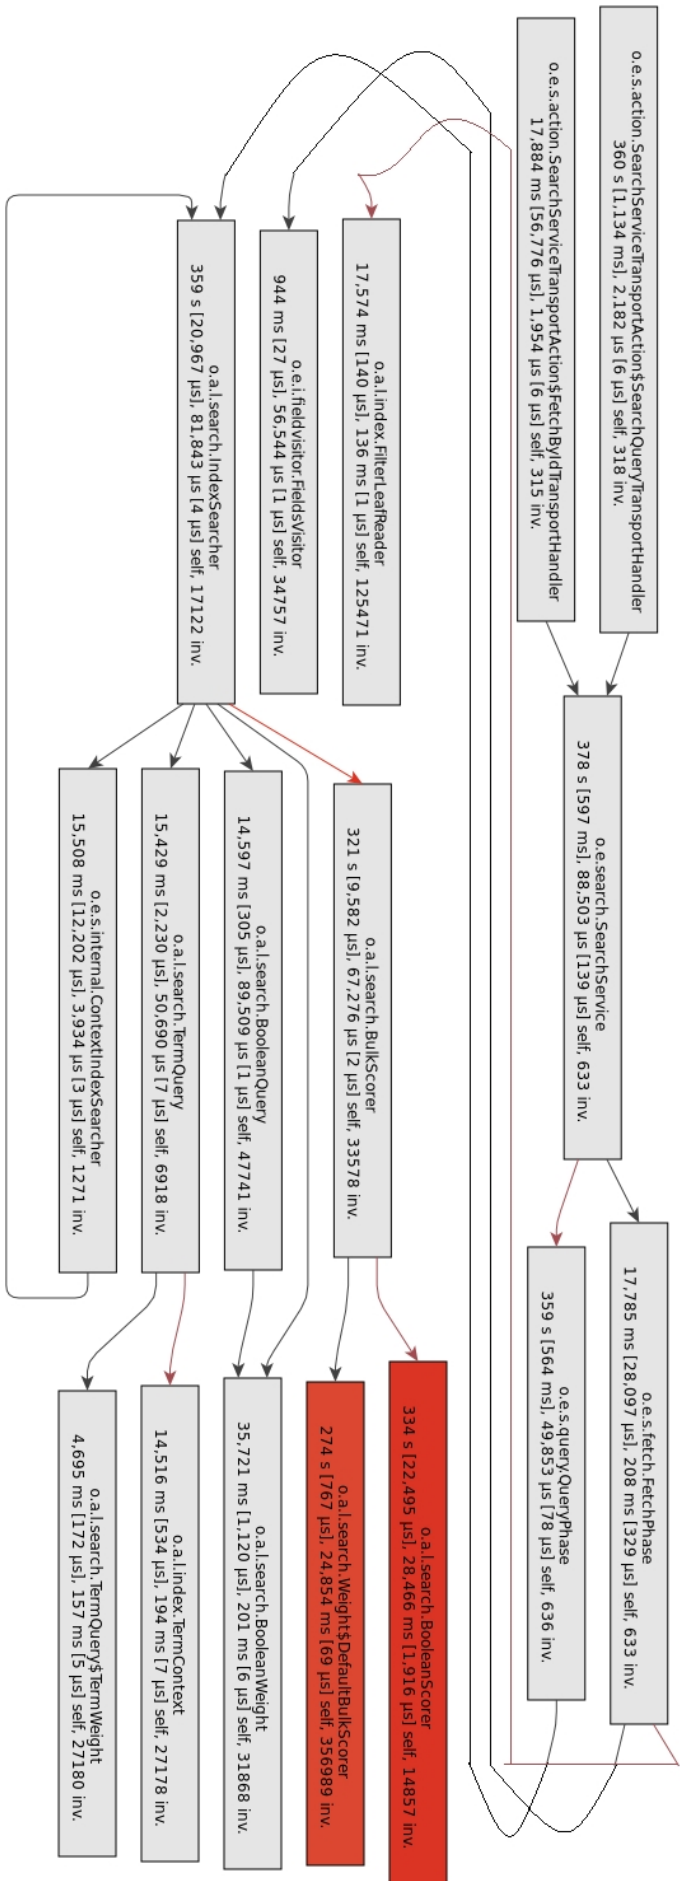 o.e.s.action.SearchServiceTransportAction$SearchQueryTransportHandler
360 s [1,134 ms], 2,182 µs [6 µs] self, 318 inv.
o.e.s.action.SearchServiceTransportAction$FetchByIdTransportHandler
17,884 ms [56,776 µs], 1,954 µs [6 µs] self, 315 inv.
o.e.search.SearchService
378 s [597 ms], 88,503 µs [139 µs] self, 633 inv.
o.e.s.fetch.FetchPhase
17,785 ms [28,097 µs], 208 ms [329 µs] self, 633 inv.
o.e.s.query.QueryPhase
359 s [564 ms], 49,853 µs [78 µs] self, 636 inv.
o.a.l.index.FilterLeafReader
17,574 ms [140 µs], 136 ms [1 µs] self, 125471 inv.
o.e.i.fieldvisitor.FieldsVisitor
944 ms [27 µs], 56,544 µs [1 µs] self, 34757 inv.
o.a.l.search.IndexSearcher
359 s [20,967 µs], 81,843 µs [4 µs] self, 17122 inv.
o.a.l.search.BulkScorer
321 s [9,582 µs], 67,276 µs [2 µs] self, 33578 inv.
o.a.l.search.BooleanQuery
14,597 ms [305 µs], 89,509 µs [1 µs] self, 47741 inv.
o.a.l.search.TermQuery
15,429 ms [2,230 µs], 50,690 µs [7 µs] self, 6918 inv.
o.e.s.internal.ContextIndexSearcher
15,508 ms [12,202 µs], 3,934 µs [3 µs] self, 1271 inv.
o.a.l.search.BooleanScorer
334 s [22,495 µs], 28,466 ms [1,916 µs] self, 14857 inv.
o.a.l.search.Weight$DefaultBulkScorer
274 s [767 µs], 24,854 ms [69 µs] self, 356989 inv.
o.a.l.search.BooleanWeight
35,721 ms [1,120 µs], 201 ms [6 µs] self, 31868 inv.
o.a.l.index.TermContext
14,516 ms [534 µs], 194 ms [7 µs] self, 27178 inv.
o.a.l.search.TermQuery$TermWeight
4,695 ms [172 µs], 157 ms [5 µs] self, 27180 inv.